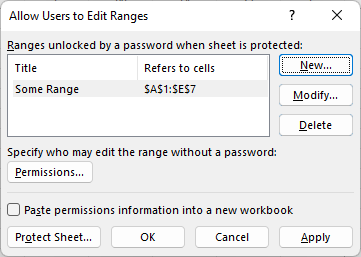 Allow Users to Edit Ranges
Ranges unlocked by a password when sheet is protected:
Title Refers to cells
Some Range $A$1:$E$7
New...
Modify...
Delete
Specify who may edit the range without a password:
Permissions...
Paste permissions information into a new workbook
Protect Sheet... OK Cancel Apply